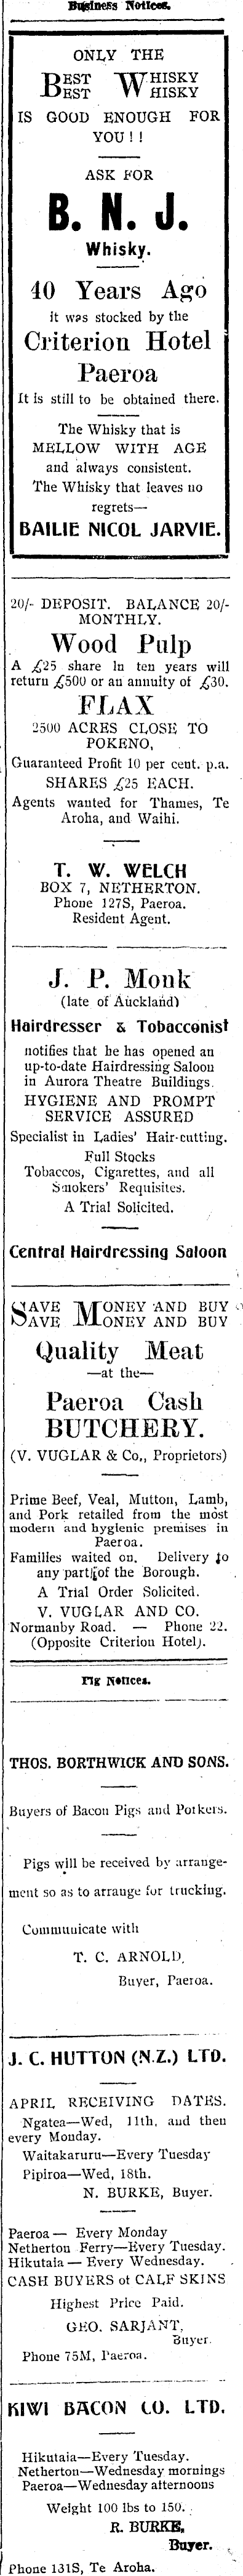 Business Notices.
ONLY THE
BEST WHISKY
BEST WHISKY
IS GOOD ENOUGH FOR
YOU ! !
ASK FOR
B. N. J.
Whisky.
40 Years Ago
it was stocked by the
Criterion Hotel
Paeroa
It is still to be obtained there.
The Whisky that is
MELLOW WITH AGE
and always consistent.
The Whisky that leaves no
regrets—
BAILIE NICOL JARVIE.
20/- DEPOSIT. BALANCE 20/-
MONTHLY.
Wood Pulp
A £25 share in ten years will
return £500 or an annuity of £30.
FLAX
2500 ACRES CLOSE TO
POKENO,
Guaranteed Profit 10 per cent. p.a.
SHARES £25 EACH.
Agents wanted for Thames, Te
Aroha, and Waihi.
T. W. WELCH
BOX 7, NETHERTON.
Phone 127S, Paeroa.
Resident Agent.
J. P. Monk
(late of Auckland)
Hairdresser & Tobacconist
notifies that he has opened an
up-to-date Hairdressing Saloon
in Aurora Theatre Buildings.
HYGIENE AND PROMPT
SERVICE ASSURED
Specialist in Ladies' Hair-cutting.
Full Stocks
Tobaccos, Cigarettes, and all
Smokers' Requisites.
A Trial Solicited.
Central Hairdressing Saloon
SAVE MONEY AND BUY
SAVE MONEY AND BUY
Quality Meat
—at the—
Paeroa Cash
BUTCHERY.
(V. VUGLAR & Co., Proprietors)
Prime Beef, Veal, Mutton, Lamb,
and Pork retailed from the most
modern and hygienic premises in
Paeroa.
Families waited on. Delivery to
any part of the Borough.
A Trial Order Solicited.
V. VUGLAR AND CO.
Normanby Road. — Phone 22.
(Opposite Criterion Hotel).
Pig Notices.
THOS. BORTHWICK AND SONS.
Buyers of Bacon Pigs and Porkers.
Pigs will be received by arrange-
ment so as to arrange for trucking.
Communicate with
T. C. ARNOLD,
Buyer, Paeroa.
J. C. HUTTON (N.Z.) LTD.
APRIL RECEIVING DATES.
Ngatea—Wed, 11th, and then
every Monday.
Waitakaruru—Every Tuesday
Pipiroa—Wed, 18th.
N. BURKE, Buyer.
Paeroa — Every Monday
Netherton Ferry—Every Tuesday.
Hikutaia — Every Wednesday.
CASH BUYERS of CALF SKINS
Highest Price Paid.
GEO. SARJANT,
Buyer.
Phone 75M, Paeroa.
KIWI BACON CO. LTD.
Hikutaia—Every Tuesday.
Netherton—Wednesday mornings
Paeroa—Wednesday afternoons
Weight 100 lbs to 150.
R. BURKE,
Buyer.
Phone 131S, Te Aroha.